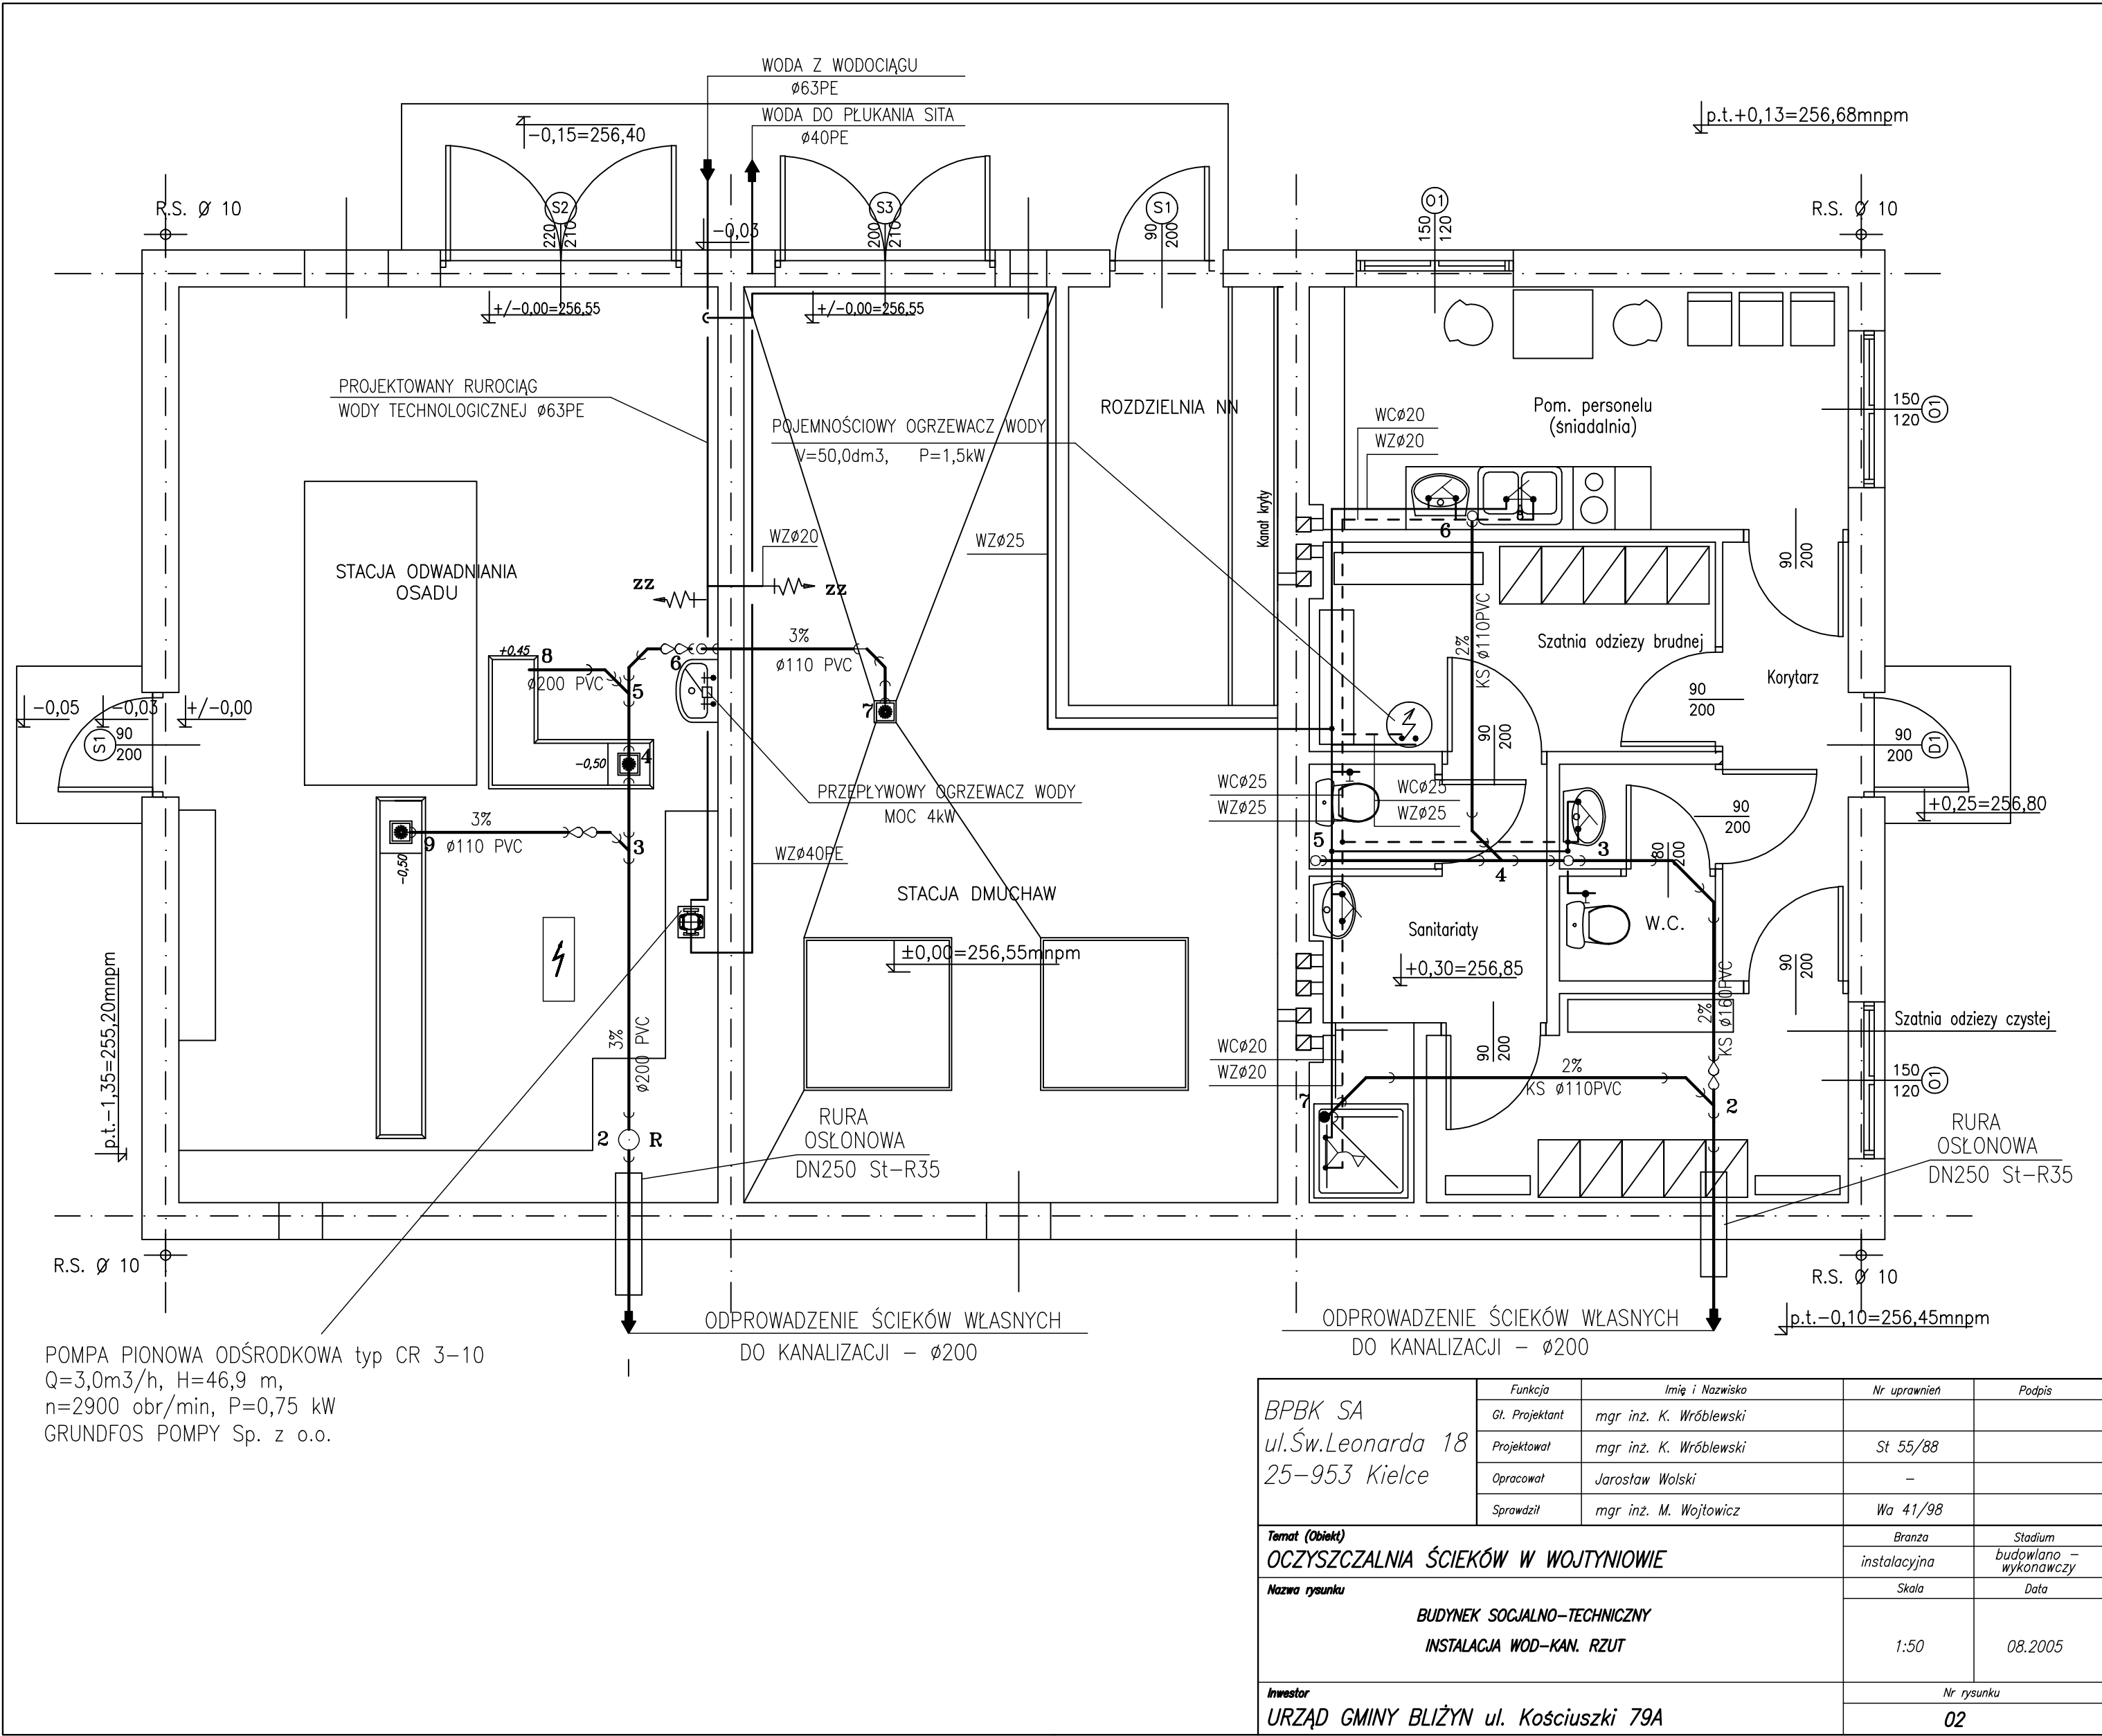 WODA Z WODOCIĄGU
ø63PE
WODA DO PŁUKANIA SITA
ø40PE
-0,15=256,40
p.t.+0,13=256,68mnpm
R.S. Ø 10
S2
220
210
-0,03
S3
200
210
S1
90
200
O1
150
120
R.S. Ø 10
+/-0,00=256,55
+/-0,00=256,55
PROJEKTOWANY RUROCIĄG
WODY TECHNOLOGICZNEJ ø63PE
POJEMNOŚCIOWY OGRZEWACZ WODY
V=50,0dm3, P=1,5kW
ROZDZIELNIA NN
Kanał kryty
WCø20
WZø20
Pom. personelu
(śniadalnia)
150
120
O1
6
90
200
WZø20
WZø25
STACJA ODWADNIANIA
OSADU
zz
zz
2%
KS ø110PVC
Szatnia odziezy brudnej
Korytarz
90
200
3%
ø110 PVC
6
+0,45
8
ø200 PVC
5
7
-0,05
-0,03
+/-0,00
S1
90
200
90
200
90
200
D1
-0,50
4
PRZEPŁYWOWY OGRZEWACZ WODY
MOC 4kW
WCø25
WZø25
WCø25
WZø25
90
200
+0,25=256,80
3%
ø110 PVC
9
3
-0,50
WZø40PE
5
4
3
80
200
STACJA DMUCHAW
Sanitariaty
W.C.
±0,00=256,55mnpm
+0,30=256,85
90
200
p.t.-1,35=255,20mnpm
3%
ø200 PVC
WCø20
WZø20
90
200
2%
KS ø160PVC
Szatnia odziezy czystej
2%
KS ø110PVC
150
120
O1
7
2
2
R
RURA
OSŁONOWA
DN250 St-R35
RURA
OSŁONOWA
DN250 St-R35
R.S. Ø 10
R.S. Ø 10
ODPROWADZENIE ŚCIEKÓW WŁASNYCH
DO KANALIZACJI - ø200
ODPROWADZENIE ŚCIEKÓW WŁASNYCH
DO KANALIZACJI - ø200
p.t.-0,10=256,45mnpm
POMPA PIONOWA ODŚRODKOWA typ CR 3-10
Q=3,0m3/h, H=46,9 m,
n=2900 obr/min, P=0,75 kW
GRUNDFOS POMPY Sp. z o.o.
BPBK SA
ul.Św.Leonarda 18
25-953 Kielce
Funkcja Imię i Nazwisko Nr uprawnień Podpis
Gł. Projektant mgr inż. K. Wróblewski
Projektował mgr inż. K. Wróblewski St 55/88
Opracował Jarosław Wolski -
Sprawdził mgr inż. M. Wojtowicz Wa 41/98
Temat (Obiekt)
OCZYSZCZALNIA ŚCIEKÓW W WOJTYNIOWIE
Branża Stadium
instalacyjna budowlano -
wykonawczy
Nazwa rysunku
BUDYNEK SOCJALNO-TECHNICZNY
INSTALACJA WOD-KAN. RZUT
Skala Data
1:50 08.2005
Inwestor
URZĄD GMINY BLIŻYN ul. Kościuszki 79A
Nr rysunku
02